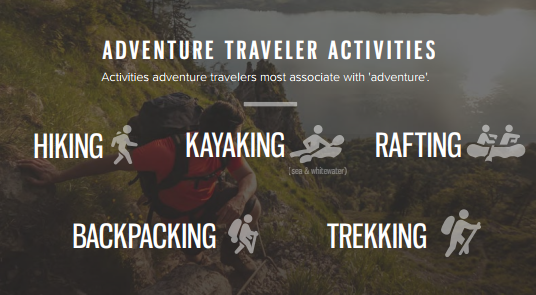 ADVENTURE TRAVELER ACTIVITIES
Activities adventure travelers most associate with 'adventure'.
HIKING KAYAKING RAFTING
(sea & whitewater)
BACKPACKING TREKKING